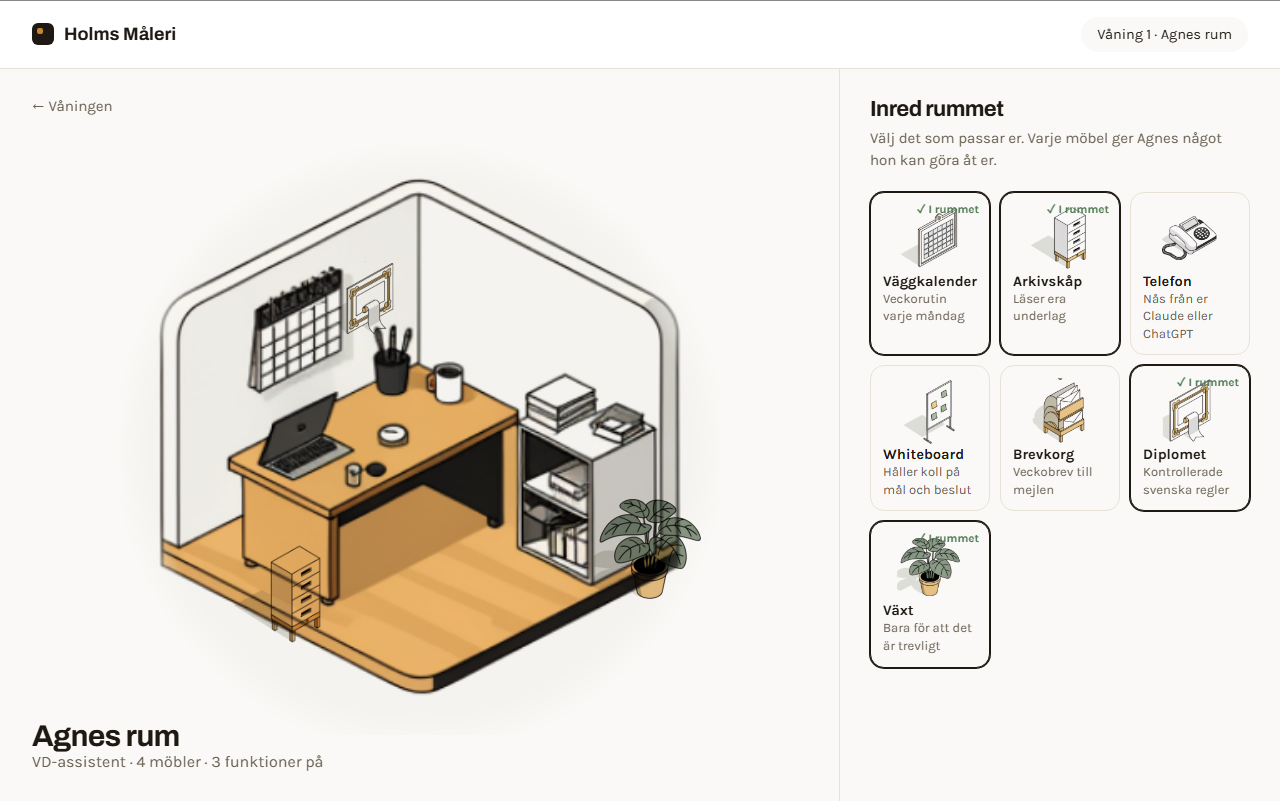 Holms Måleri
Våning 1 · Agnes rum
← Våningen
Inred rummet
Välj det som passar er. Varje möbel ger Agnes något
hon kan göra åt er.
✓ I rummet
Väggkalender
Veckorutin
varje måndag
✓ I rummet
Arkivskåp
Läser era
underlag
Telefon
Nås från er
Claude eller
ChatGPT
Whiteboard
Håller koll på
mål och beslut
Brevkorg
Veckobrev till
mejlen
✓ I rummet
Diplomet
Kontrollerade
svenska regler
✓ I rummet
Växt
Bara för att det
är trevligt
Agnes rum
VD-assistent · 4 möbler · 3 funktioner på